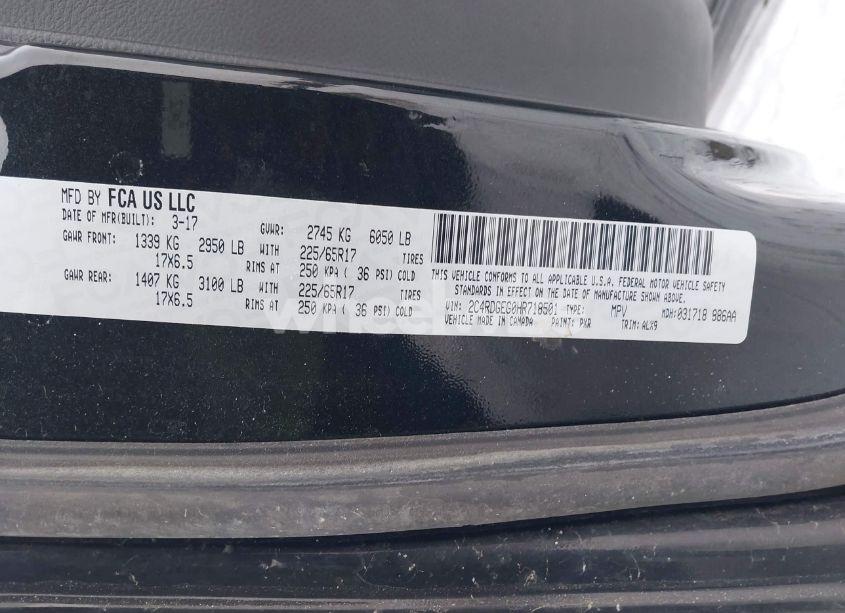 MFD BY FCA US LLC
DATE OF MFR(BUILT): 3-17 GVWR: 2745 KG 6050 LB
GAWR FRONT: 1339 KG 2950 LB WITH 225/65R17 TIRES
17X6.5 RIMS AT 250 KPA ( 36 PSI) COLD
GAWR REAR: 1407 KG 3100 LB WITH 225/65R17 TIRES
17X6.5 RIMS AT 250 KPA ( 36 PSI) COLD
THIS VEHICLE CONFORMS TO ALL APPLICABLE U.S.A. FEDERAL MOTOR VEHICLE SAFETY
STANDARDS IN EFFECT ON THE DATE OF MANUFACTURE SHOWN ABOVE.
VIN: 2C4RDGEG0HR718501 TYPE: MPV MDH: 031718 986AA
VEHICLE MADE IN CANADA PAINT: PXR TRIM: ALX9